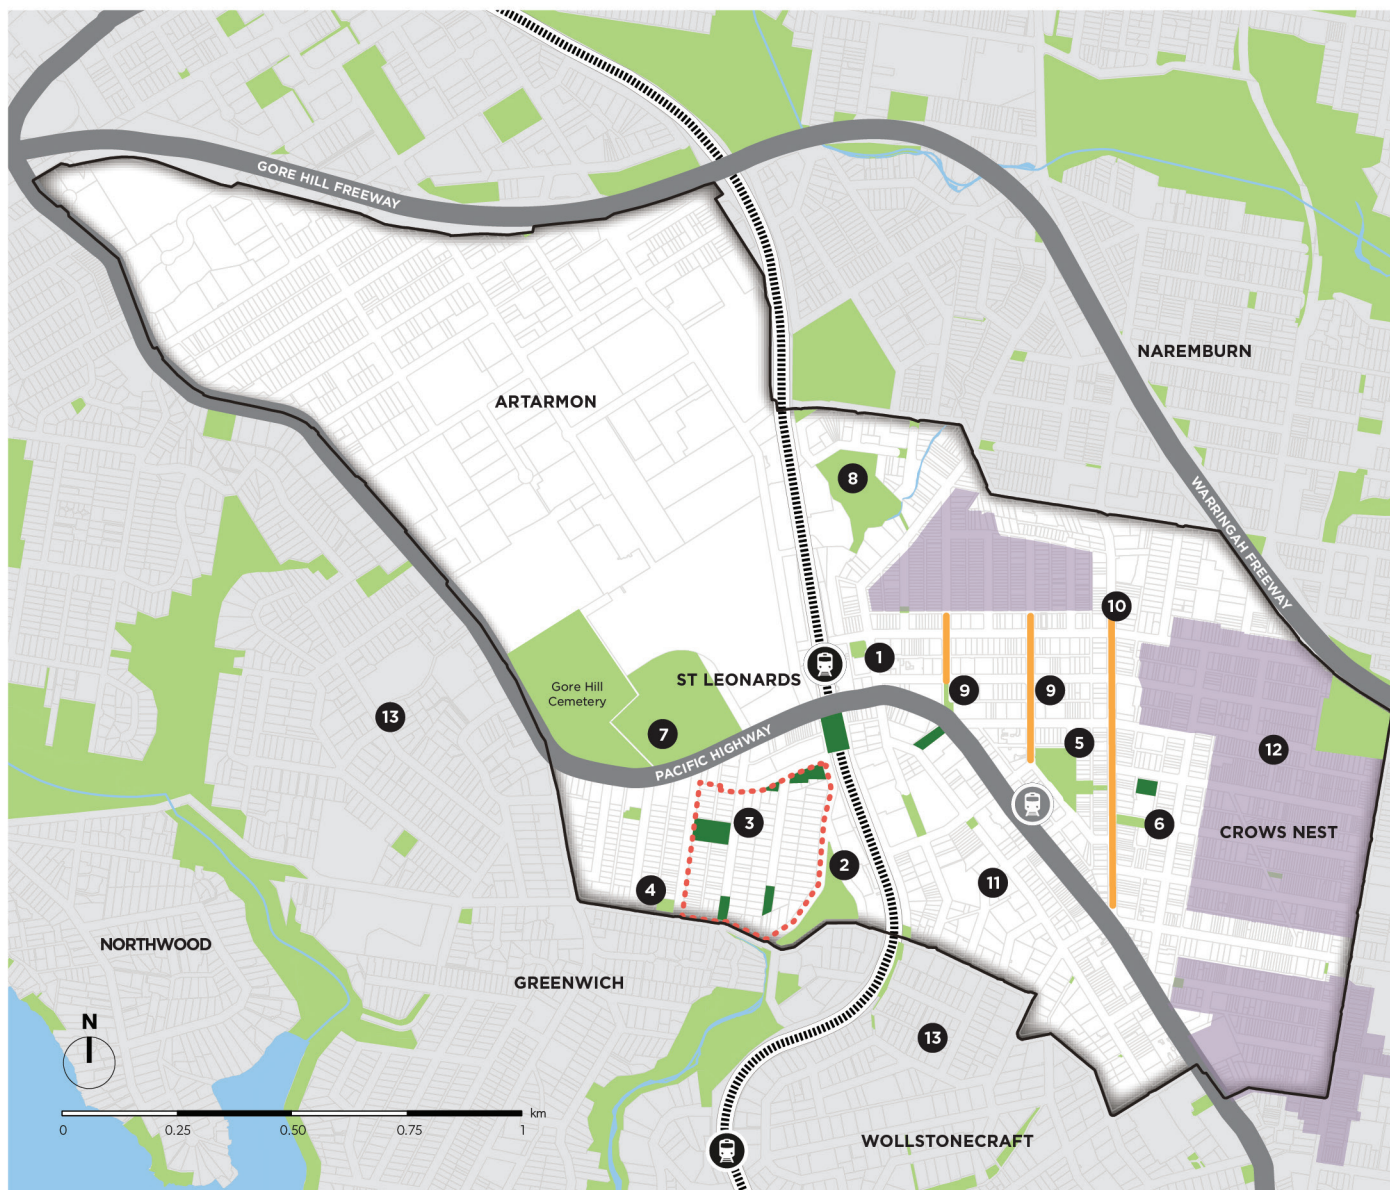 GORE HILL FREEWAY
NAREMBURN
ARTARMON
8
WARRINGAH FREEWAY
10
1
ST LEONARDS
Gore Hill
Cemetery
9
9
13
7
5
12
PACIFIC HIGHWAY
3
6
CROWS NEST
2
4
11
NORTHWOOD
GREENWICH
N
13
km
0
0.25
0.50
0.75
1
WOLLSTONECRAFT